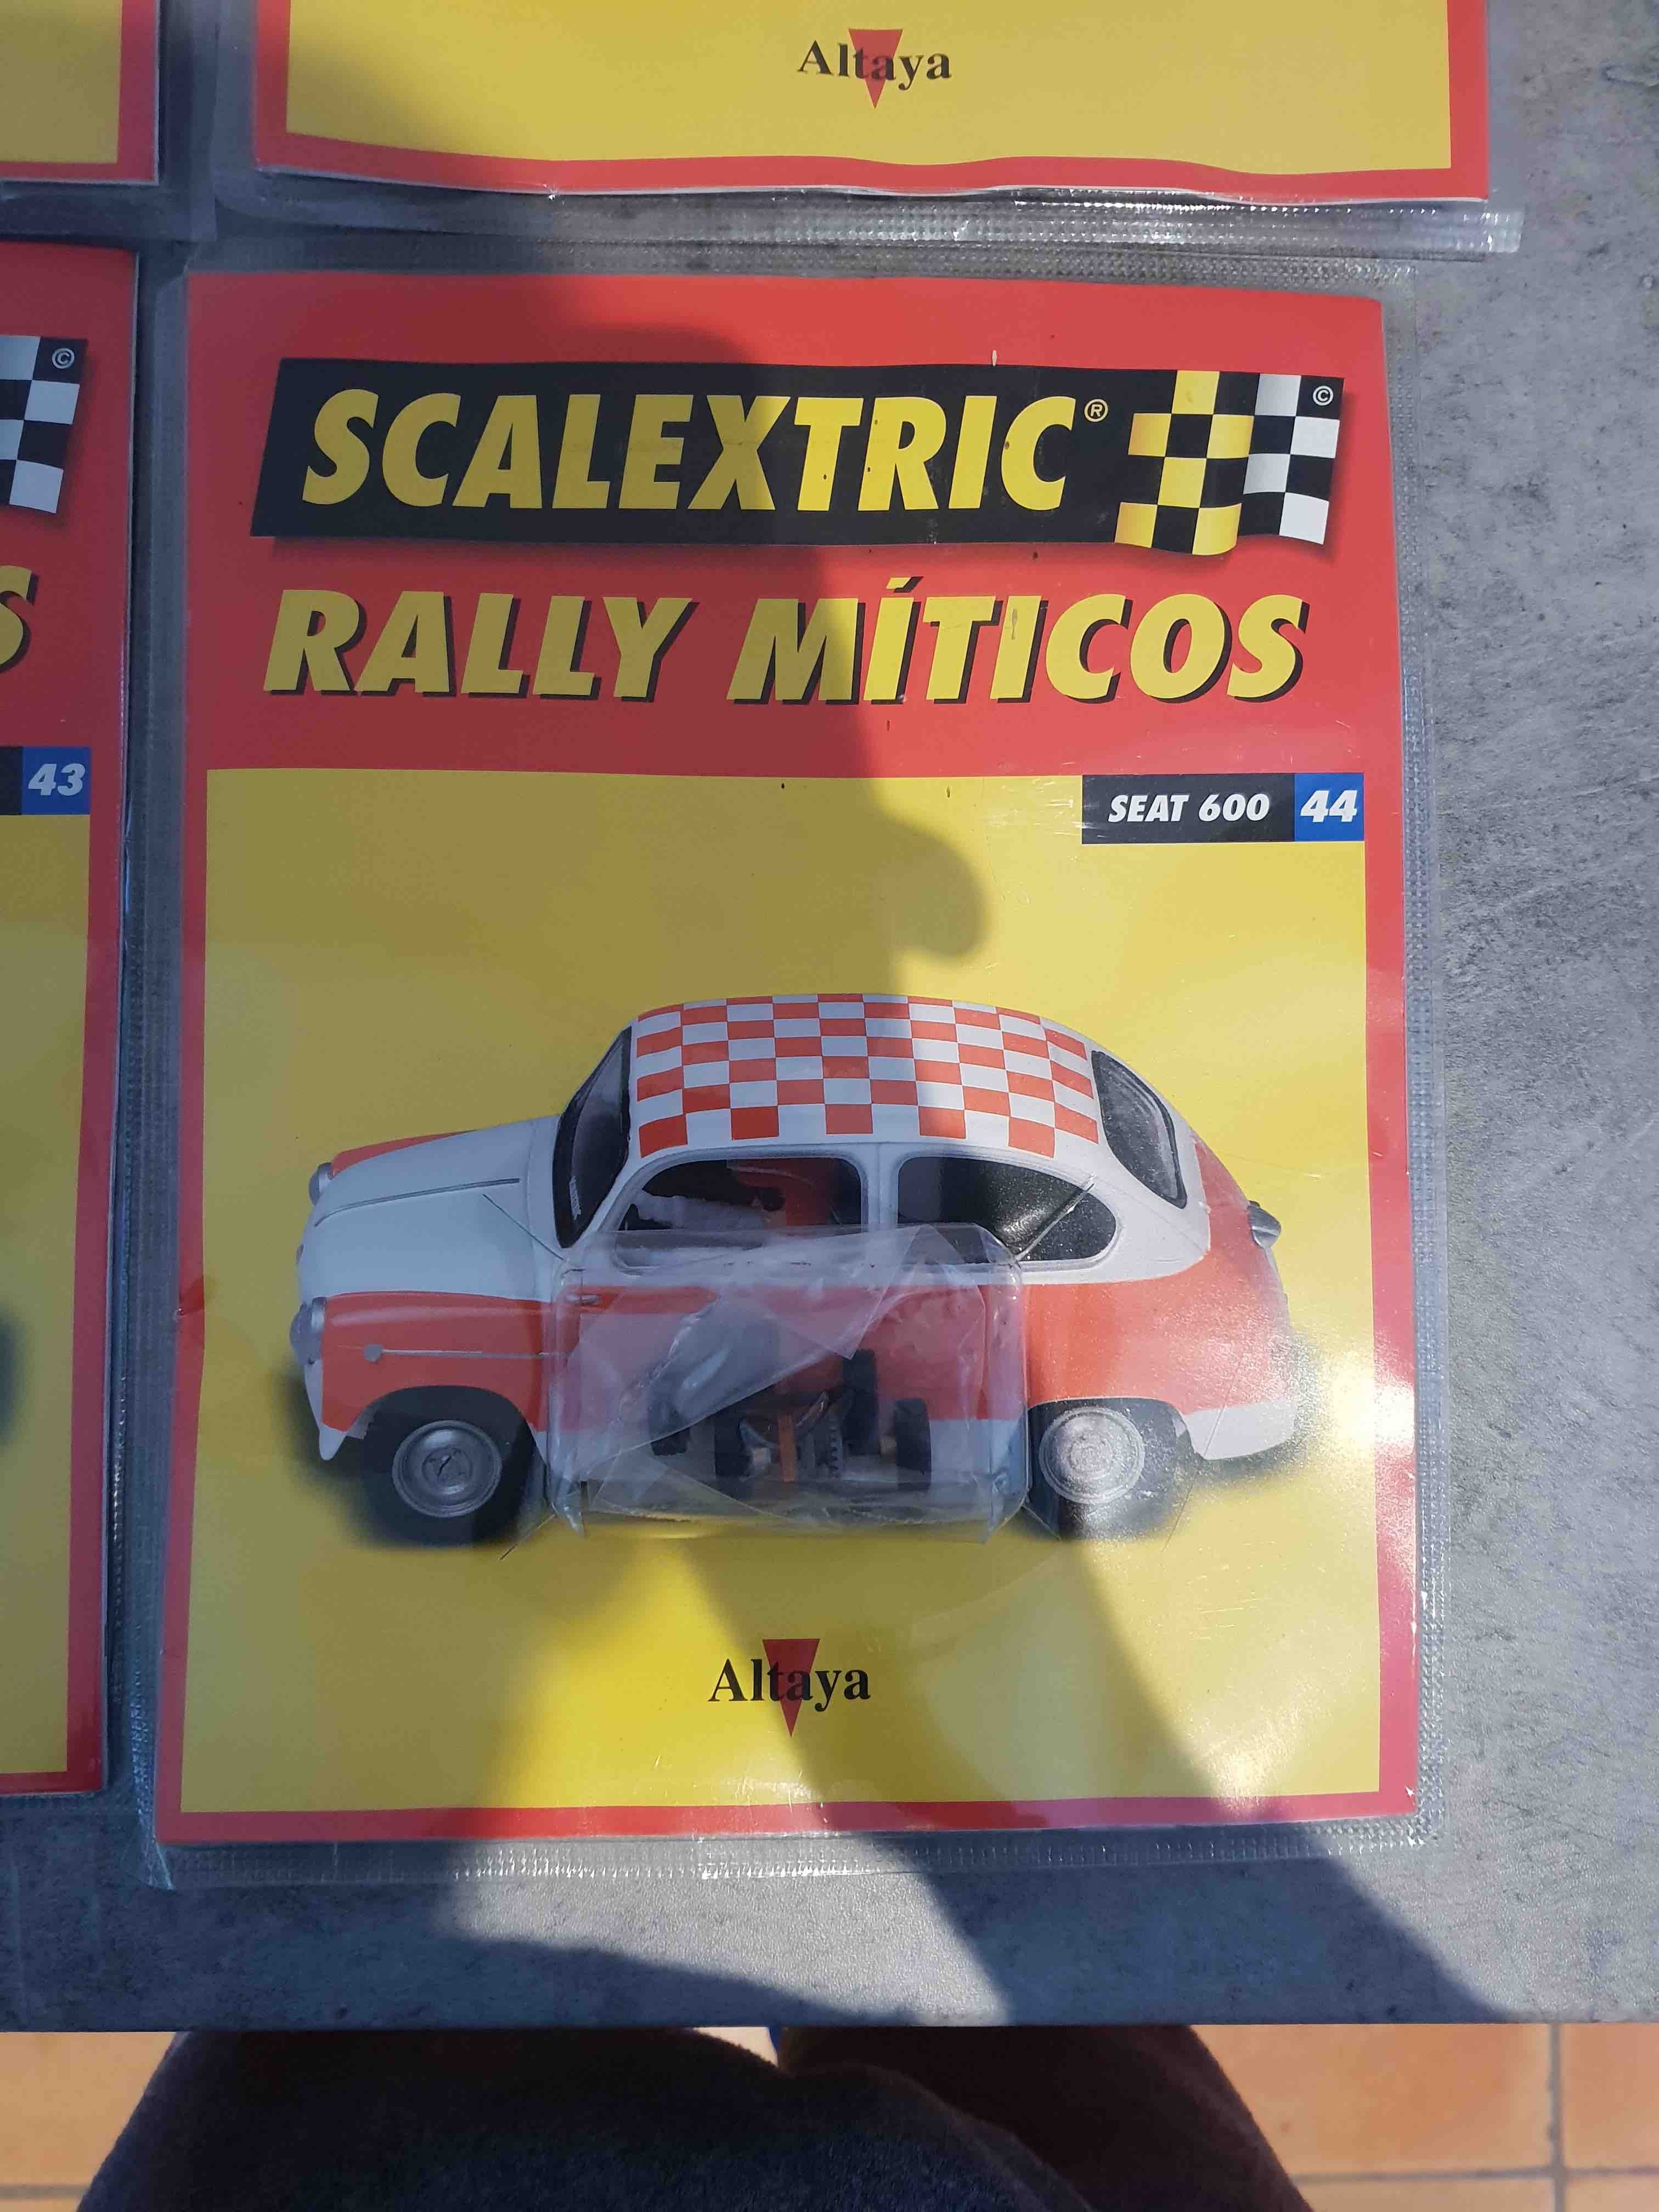 Altaya
©
SCALEXTRIC® ©
RALLY MÍTICOS
S
43
SEAT 600 44
Altaya